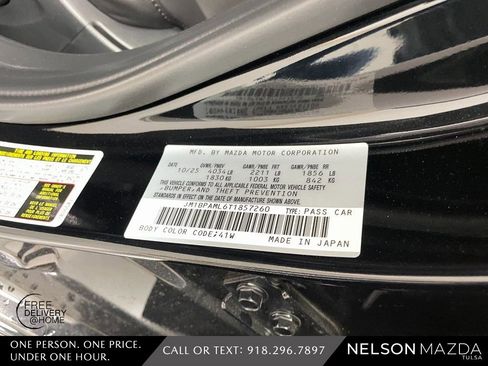 MFD. BY MAZDA MOTOR CORPORATION
10/25 GVWR/PNBV GAWR/PNBE FR GAWR/PNBE RR
4034 LB 2211 LB 1856 LB
1830 KG 1003 KG 842 KG
THIS VEHICLE CONFORMS TO ALL APPLICABLE FEDERAL MOTOR VEHICLE SAFETY,
BUMPER, AND THEFT PREVENTION
STANDARDS IN EFFECT ON THE DATE OF MANUFACTURE SHOWN ABOVE.
JM1BPAML6T1857260 TYPE: PASS CAR
BODY COLOR CODE:41W MADE IN JAPAN
FREE
DELIVERY
@HOME
ONE PERSON. ONE PRICE.
UNDER ONE HOUR.
CALL OR TEXT: 918.296.7897
NELSON MAZDA
TULSA